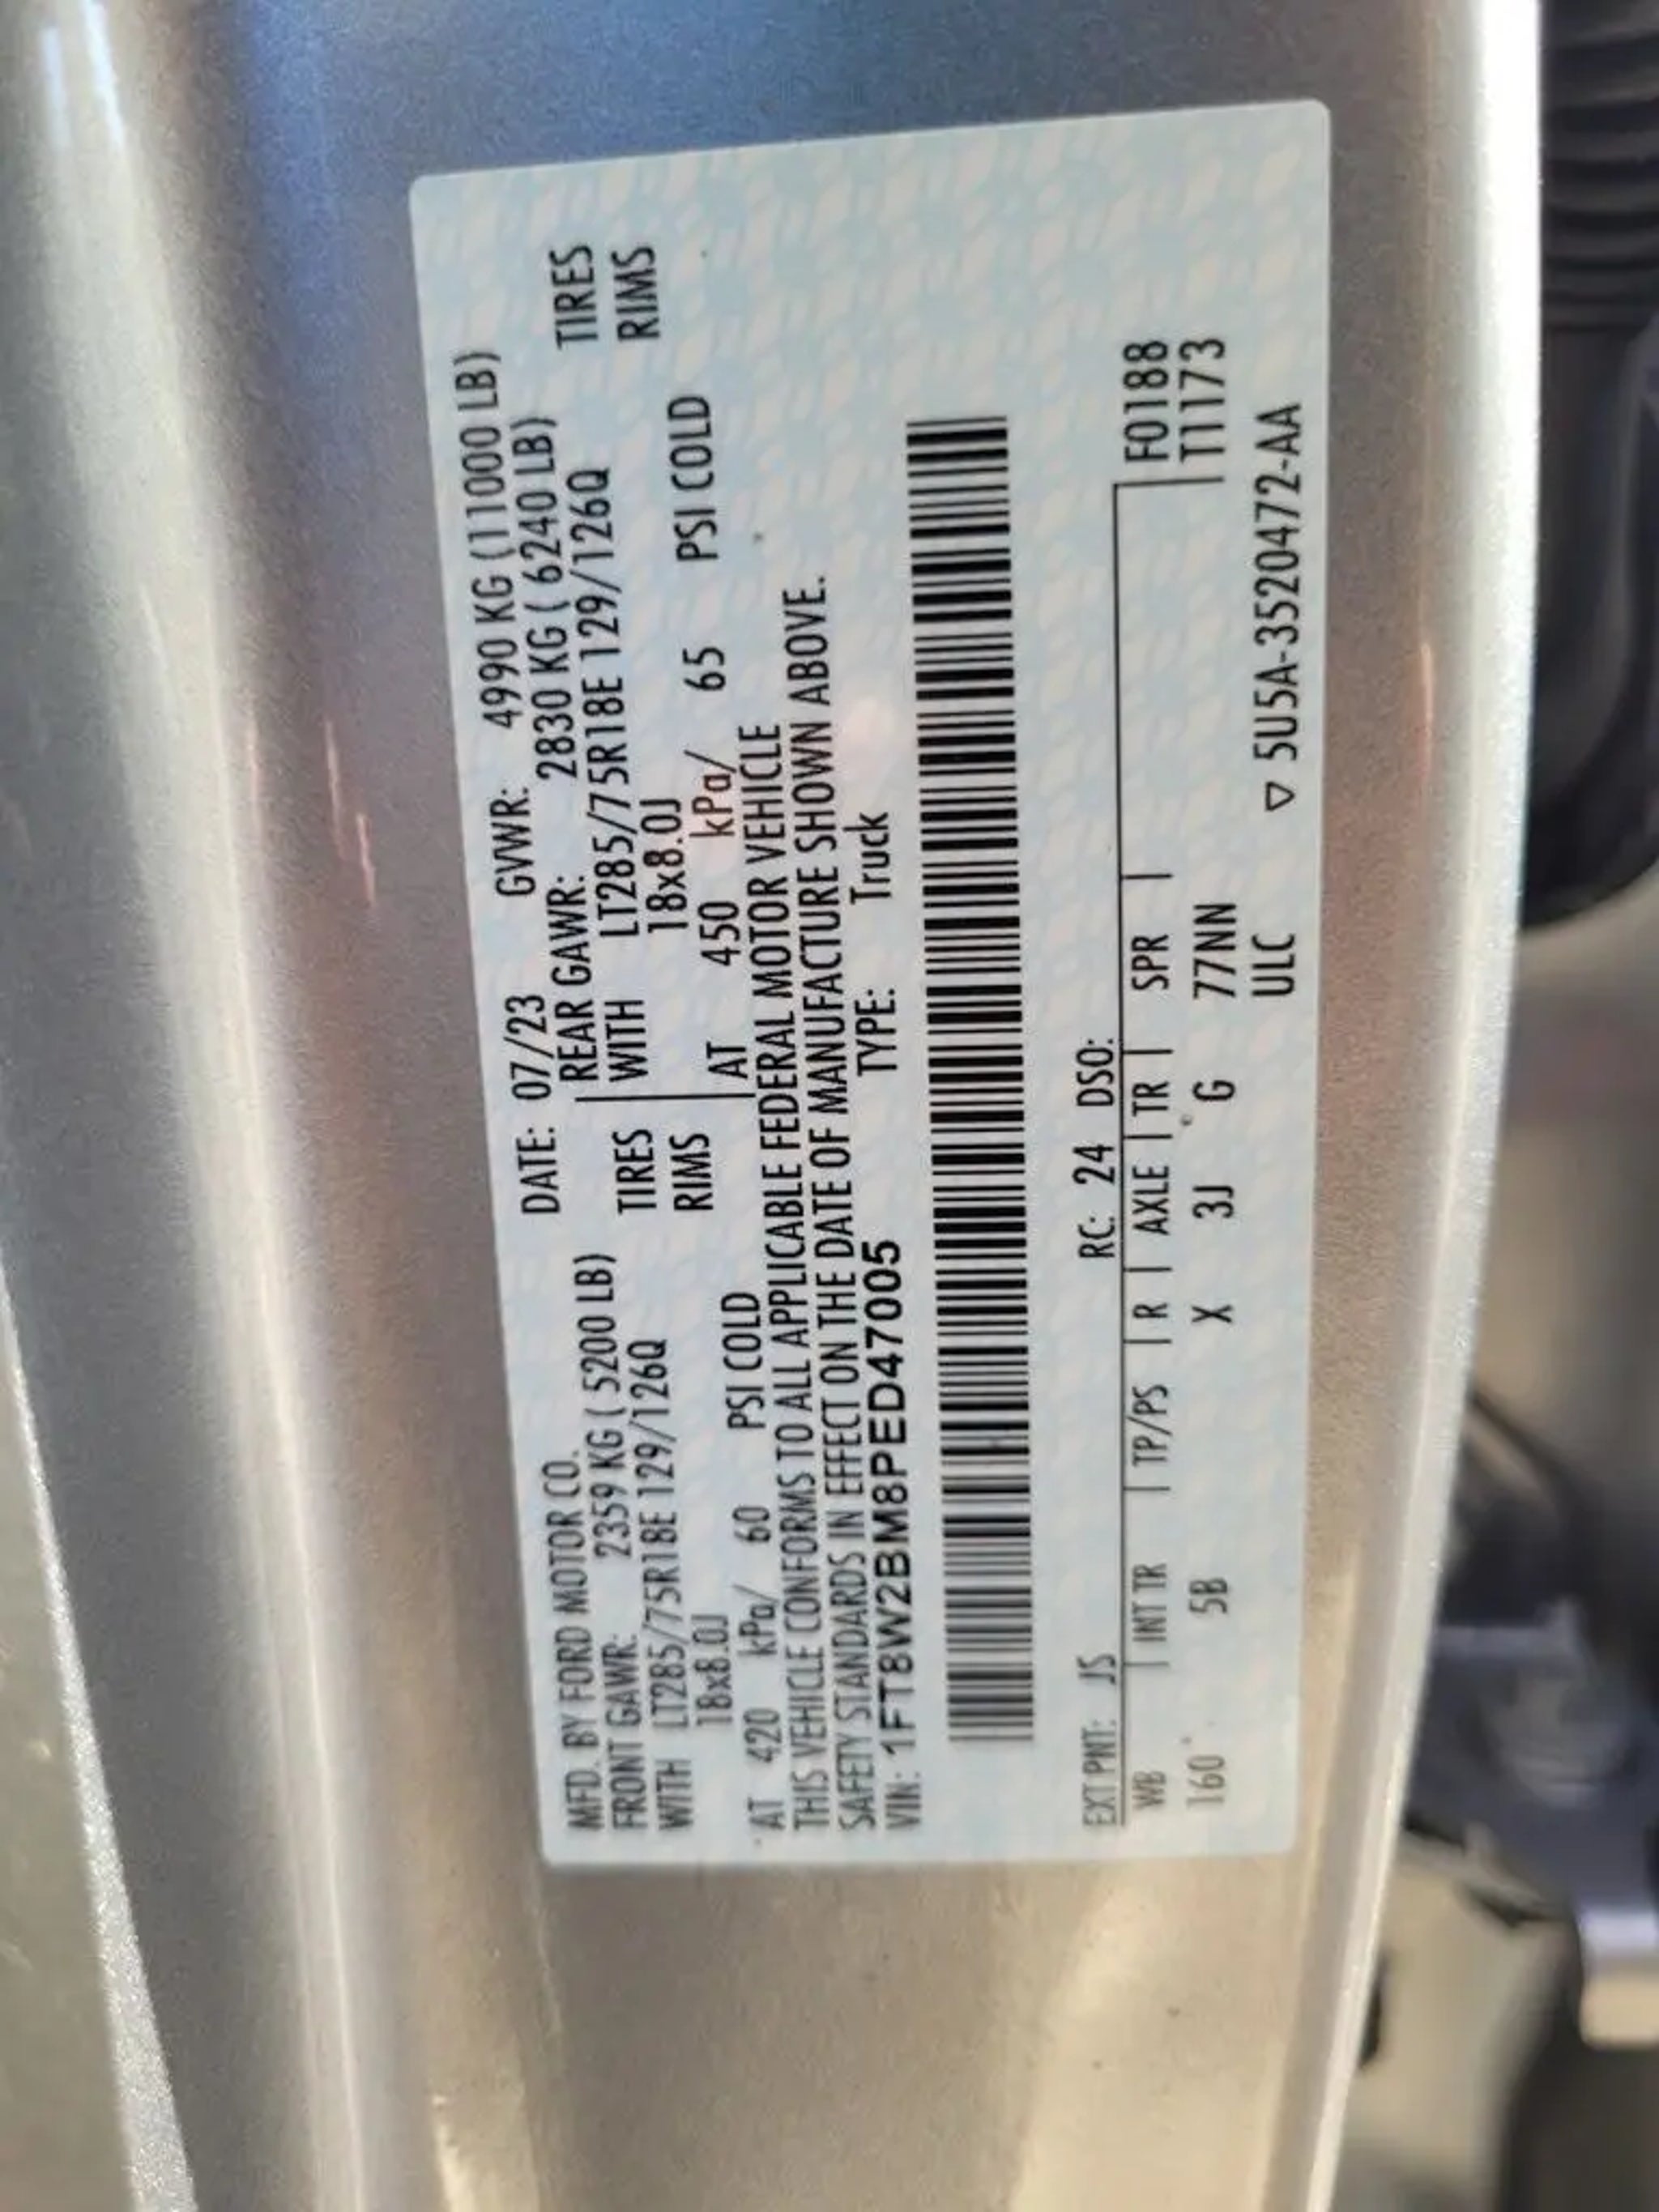 MFD. BY FORD MOTOR CO. DATE: 07/23 GVWR: 4990 KG (11000 LB)
FRONT GAWR: 2359 KG ( 5200 LB) REAR GAWR: 2830 KG ( 6240 LB)
WITH LT285/75R18E 129/126Q TIRES WITH LT285/75R18E 129/126Q TIRES
18x8.0J RIMS 18x8.0J RIMS
AT 420 kPa/ 60 PSI COLD AT 450 kPa/ 65 PSI COLD
THIS VEHICLE CONFORMS TO ALL APPLICABLE FEDERAL MOTOR VEHICLE
SAFETY STANDARDS IN EFFECT ON THE DATE OF MANUFACTURE SHOWN ABOVE.
VIN: 1FT8W2BM8PED47005 TYPE: Truck
EXT PNT: JS RC: 24 DSO:
WB | INT TR | TP/PS | R | AXLE | TR | SPR | F0188
160 5B X 3J G 77NN T1173
ULC ▽ 5U5A-3520472-AA